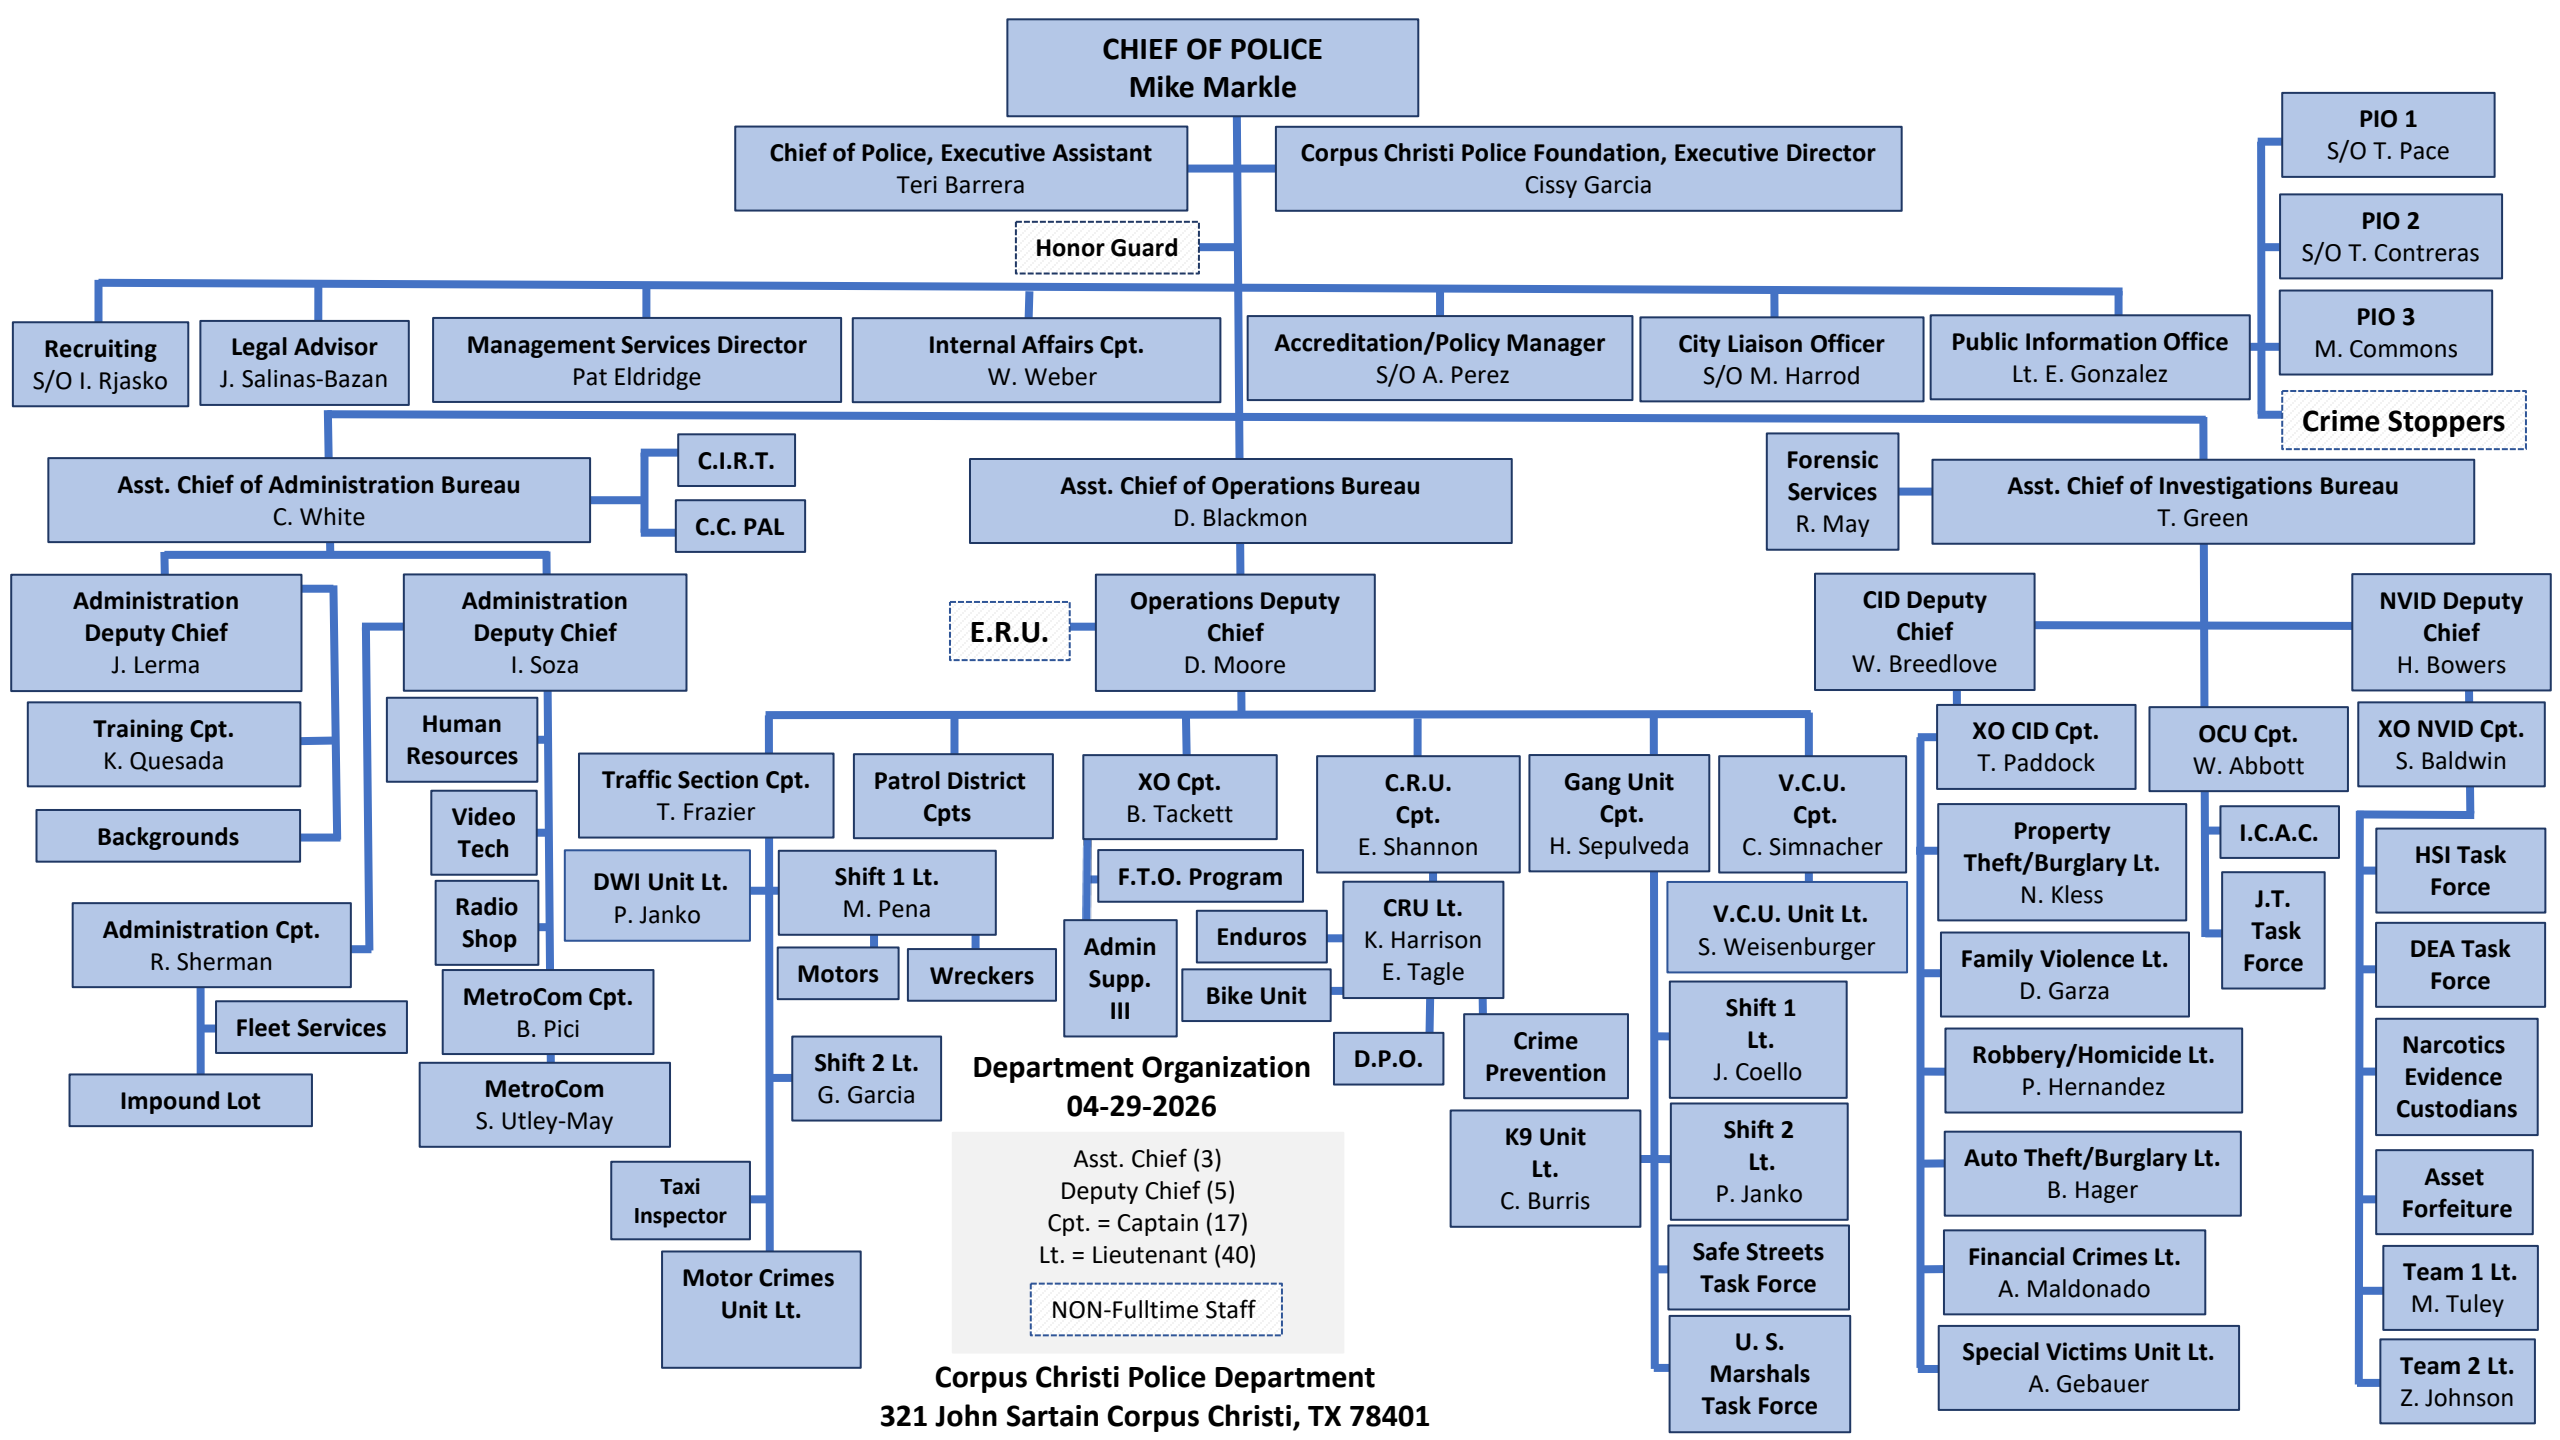 CHIEF OF POLICE
Mike Markle
Chief of Police, Executive Assistant
Teri Barrera
Corpus Christi Police Foundation, Executive Director
Cissy Garcia
Honor Guard
PIO 1
S/O T. Pace
PIO 2
S/O T. Contreras
PIO 3
M. Commons
Crime Stoppers
Recruiting
S/O I. Rjasko
Legal Advisor
J. Salinas-Bazan
Management Services Director
Pat Eldridge
Internal Affairs Cpt.
W. Weber
Accreditation/Policy Manager
S/O A. Perez
City Liaison Officer
S/O M. Harrod
Public Information Office
Lt. E. Gonzalez
Asst. Chief of Administration Bureau
C. White
C.I.R.T.
C.C. PAL
Asst. Chief of Operations Bureau
D. Blackmon
Forensic
Services
R. May
Asst. Chief of Investigations Bureau
T. Green
Administration
Deputy Chief
J. Lerma
Training Cpt.
K. Quesada
Backgrounds
Administration
Deputy Chief
I. Soza
Human
Resources
Video
Tech
Radio
Shop
MetroCom Cpt.
B. Pici
MetroCom
S. Utley-May
Administration Cpt.
R. Sherman
Fleet Services
Impound Lot
E.R.U.
Operations Deputy
Chief
D. Moore
Traffic Section Cpt.
T. Frazier
DWI Unit Lt.
P. Janko
Shift 1 Lt.
M. Pena
Motors
Wreckers
Shift 2 Lt.
G. Garcia
Taxi
Inspector
Motor Crimes
Unit Lt.
Patrol District
Cpts
XO Cpt.
B. Tackett
F.T.O. Program
Admin
Supp.
III
C.R.U.
Cpt.
E. Shannon
CRU Lt.
K. Harrison
E. Tagle
Enduros
Bike Unit
D.P.O.
Crime
Prevention
Gang Unit
Cpt.
H. Sepulveda
Shift 1
Lt.
J. Coello
K9 Unit
Lt.
C. Burris
Shift 2
Lt.
P. Janko
Safe Streets
Task Force
U. S.
Marshals
Task Force
V.C.U.
Cpt.
C. Simnacher
V.C.U. Unit Lt.
S. Weisenburger
CID Deputy
Chief
W. Breedlove
XO CID Cpt.
T. Paddock
Property
Theft/Burglary Lt.
N. Kless
Family Violence Lt.
D. Garza
Robbery/Homicide Lt.
P. Hernandez
Auto Theft/Burglary Lt.
B. Hager
Financial Crimes Lt.
A. Maldonado
Special Victims Unit Lt.
A. Gebauer
OCU Cpt.
W. Abbott
I.C.A.C.
J.T.
Task
Force
NVID Deputy
Chief
H. Bowers
XO NVID Cpt.
S. Baldwin
HSI Task
Force
DEA Task
Force
Narcotics
Evidence
Custodians
Asset
Forfeiture
Team 1 Lt.
M. Tuley
Team 2 Lt.
Z. Johnson
Department Organization
04-29-2026
Asst. Chief (3)
Deputy Chief (5)
Cpt. = Captain (17)
Lt. = Lieutenant (40)
NON-Fulltime Staff
Corpus Christi Police Department
321 John Sartain Corpus Christi, TX 78401